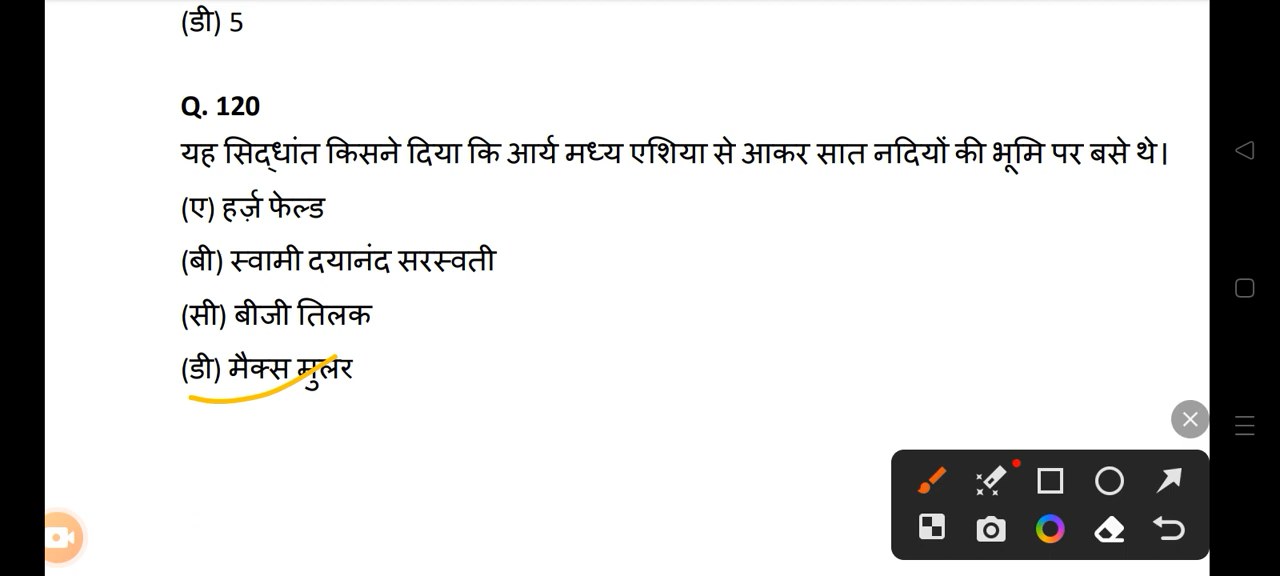 (डी) 5
Q. 120
यह सिद्धांत किसने दिया कि आर्य मध्य एशिया से आकर सात नदियों की भूमि पर बसे थे।
(ए) हर्ज़ फेल्ड
(बी) स्वामी दयानंद सरस्वती
(सी) बीजी तिलक
(डी) मैक्स मुलर